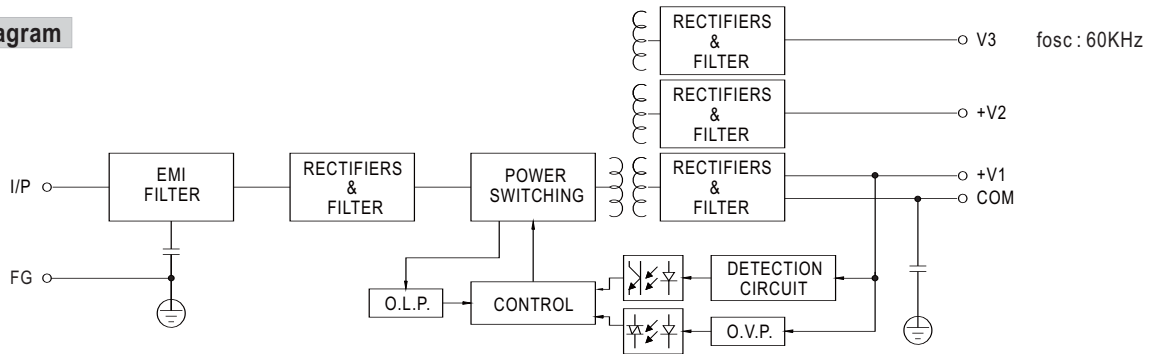 agram
RECTIFIERS
&
FILTER
V3
fosc : 60KHz
RECTIFIERS
&
FILTER
+V2
I/P
EMI
FILTER
RECTIFIERS
&
FILTER
POWER
SWITCHING
RECTIFIERS
&
FILTER
+V1
COM
FG
O.L.P.
CONTROL
DETECTION
CIRCUIT
O.V.P.